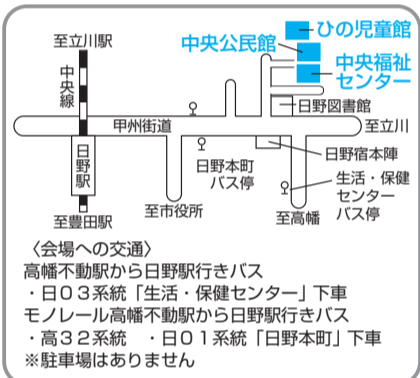 至立川駅
ひの児童館
中央公民館
中央福祉
センター
中央線
日野図書館
甲州街道
至立川
日野駅
日野本町
バス停
日野宿本陣
生活・保健
センター
バス停
至市役所
至高幡
至豊田駅
〈会場への交通〉
高幡不動駅から日野駅行きバス
・日０３系統「生活・保健センター」下車
モノレール高幡不動駅から日野駅行きバス
・高３２系統　・日０１系統「日野本町」下車
※駐車場はありません